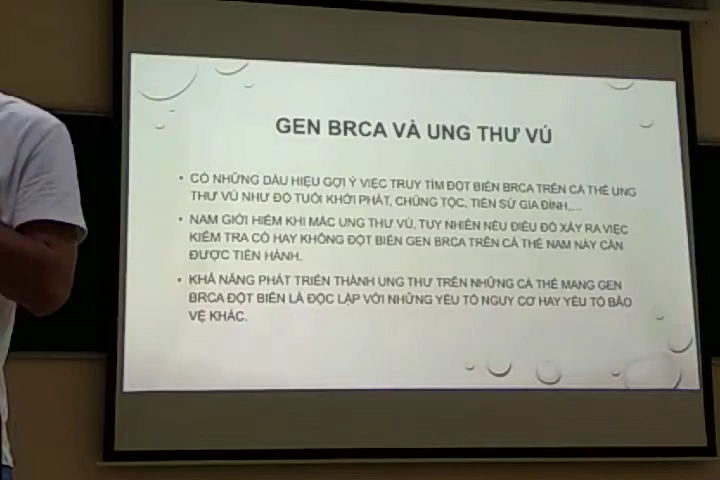 GEN BRCA VÀ UNG THƯ VÚ
• CÓ NHỮNG DẤU HIỆU GỢI Ý VIỆC TRUY TÌM ĐỘT BIẾN BRCA TRÊN CÁ THỂ UNG
THƯ VÚ NHƯ ĐỘ TUỔI KHỞI PHÁT, CHỦNG TỘC, TIỀN SỬ GIA ĐÌNH,...
• NAM GIỚI HIẾM KHI MẮC UNG THƯ VÚ, TUY NHIÊN NẾU ĐIỀU ĐÓ XẢY RA VIỆC
KIỂM TRA CÓ HAY KHÔNG ĐỘT BIẾN GEN BRCA TRÊN CÁ THỂ NAM NÀY CẦN
ĐƯỢC TIẾN HÀNH.
• KHẢ NĂNG PHÁT TRIỂN THÀNH UNG THƯ TRÊN NHỮNG CÁ THỂ MANG GEN
BRCA ĐỘT BIẾN LÀ ĐỘC LẬP VỚI NHỮNG YẾU TỐ NGUY CƠ HAY YẾU TỐ BẢO
VỆ KHÁC.